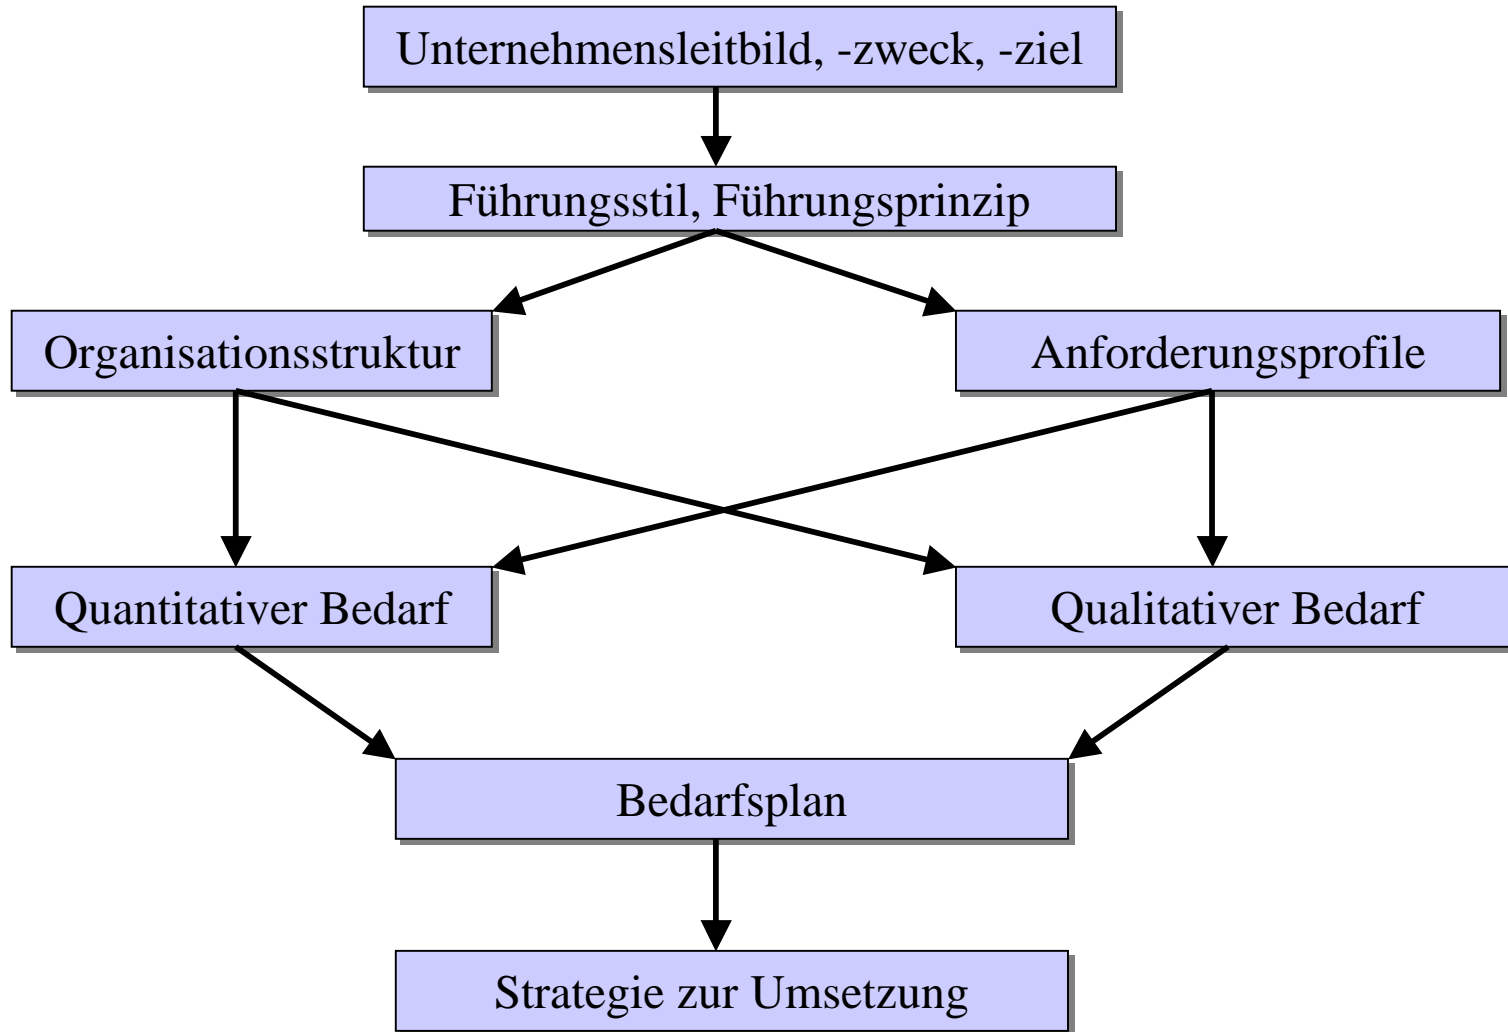 Unternehmensleitbild, -zweck, -ziel
Führungsstil, Führungsprinzip
Organisationsstruktur
Anforderungsprofile
Quantitativer Bedarf
Qualitativer Bedarf
Bedarfsplan
Strategie zur Umsetzung